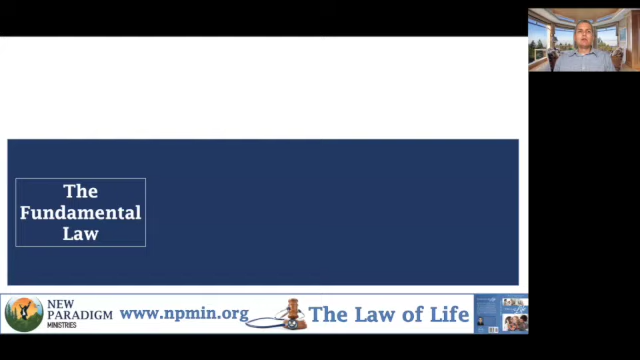 The
Fundamental
Law
NEW
PARADIGM
MINISTRIES
www.npmin.org
The Law of Life